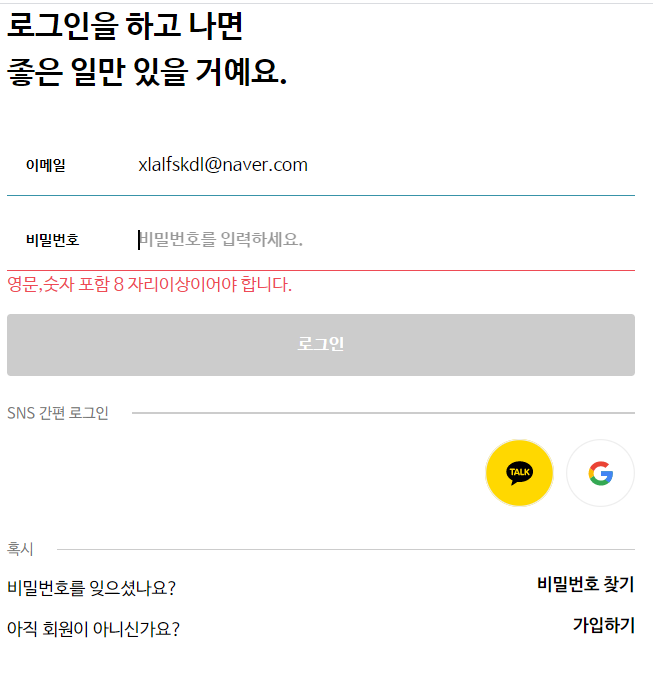 로그인을 하고 나면
좋은 일만 있을 거예요.
이메일 xlalfskdl@naver.com
비밀번호 비밀번호를 입력하세요.
영문,숫자 포함 8 자리이상이어야 합니다.
로그인
SNS 간편 로그인
TALK
혹시
비밀번호를 잊으셨나요? 비밀번호 찾기
아직 회원이 아니신가요? 가입하기